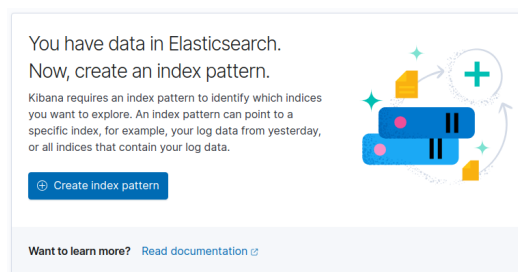 You have data in Elasticsearch.
Now, create an index pattern.
Kibana requires an index pattern to identify which indices
you want to explore. An index pattern can point to a
specific index, for example, your log data from yesterday,
or all indices that contain your log data.
Create index pattern
Want to learn more? Read documentation